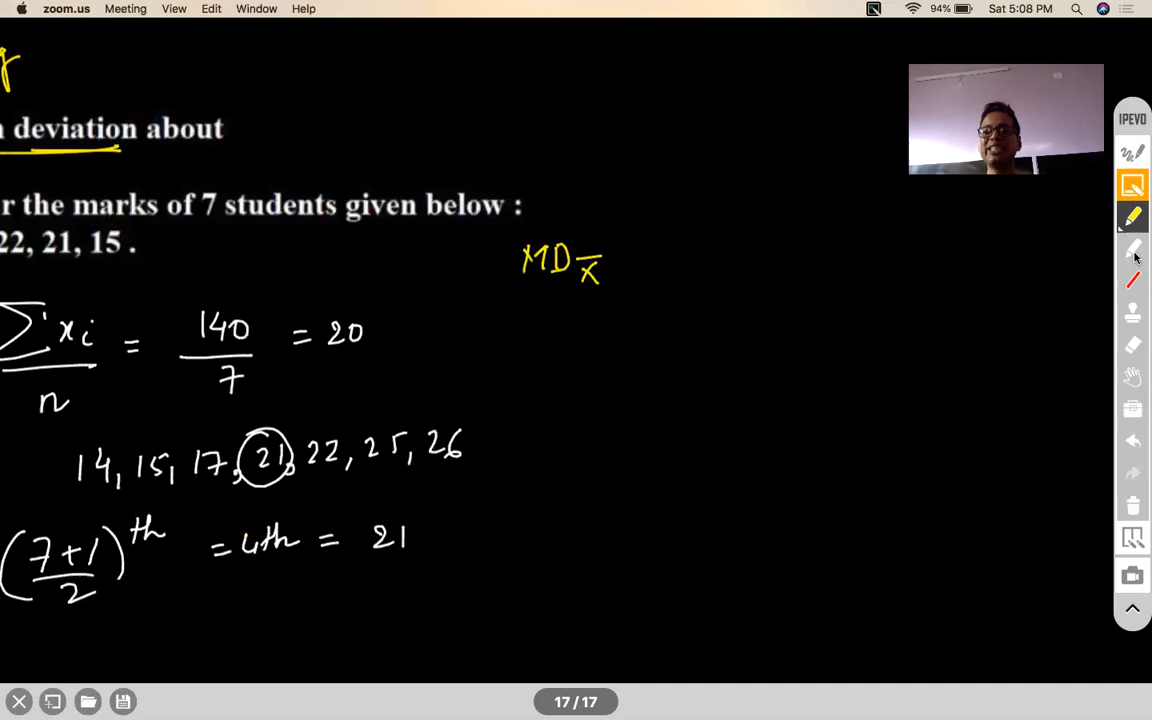 zoom.us Meeting View Edit Window Help 94% Sat 5:08 PM
deviation about
IPEVO
r the marks of 7 students given below :
22, 21, 15 .
MD x̄
∑ xi / n = 140 / 7 = 20
14, 15, 17, 21, 22, 25, 26
(7+1 / 2)th = 4th = 21
17 / 17